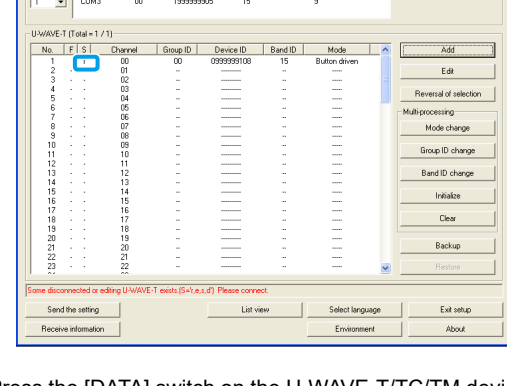 1 COM3 00 1999999905 15 9
U-WAVE-T (Total = 1 / 1)
No. F S Channel Group ID Device ID Band ID Mode
1 - 00 00 0999999108 15 Button driven
2 - - 01 -- ---------- -- -----
3 - - 02 -- ---------- -- -----
4 - - 03 -- ---------- -- -----
5 - - 04 -- ---------- -- -----
6 - - 05 -- ---------- -- -----
7 - - 06 -- ---------- -- -----
8 - - 07 -- ---------- -- -----
9 - - 08 -- ---------- -- -----
10 - - 09 -- ---------- -- -----
11 - - 10 -- ---------- -- -----
12 - - 11 -- ---------- -- -----
13 - - 12 -- ---------- -- -----
14 - - 13 -- ---------- -- -----
15 - - 14 -- ---------- -- -----
16 - - 15 -- ---------- -- -----
17 - - 16 -- ---------- -- -----
18 - - 17 -- ---------- -- -----
19 - - 18 -- ---------- -- -----
20 - - 19 -- ---------- -- -----
21 - - 20 -- ---------- -- -----
22 - - 21 -- ---------- -- -----
23 - - 22 -- ---------- -- -----
Add
Edit
Reversal of selection
Multi-processing
Mode change
Group ID change
Band ID change
Initialize
Clear
Backup
Restore
Some disconnected or editing U-WAVE-T exists.(S='r,e,s,d') Please connect.
Send the setting List view Select language Exit setup
Receive information Environment About
Press the [DATA] switch on the U-WAVE-T/TC/TM devi